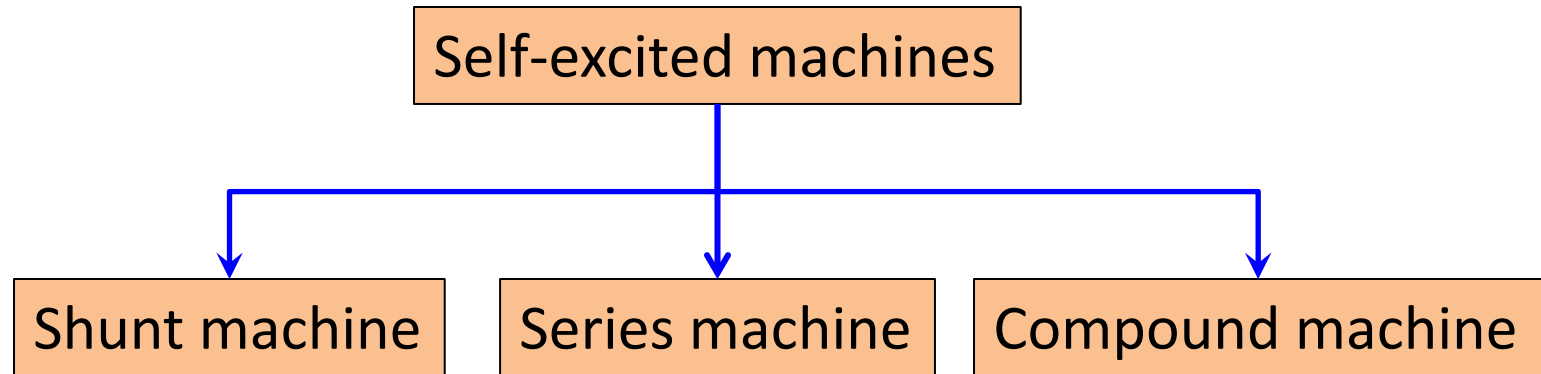 Self-excited machines
Shunt machine
Series machine
Compound machine